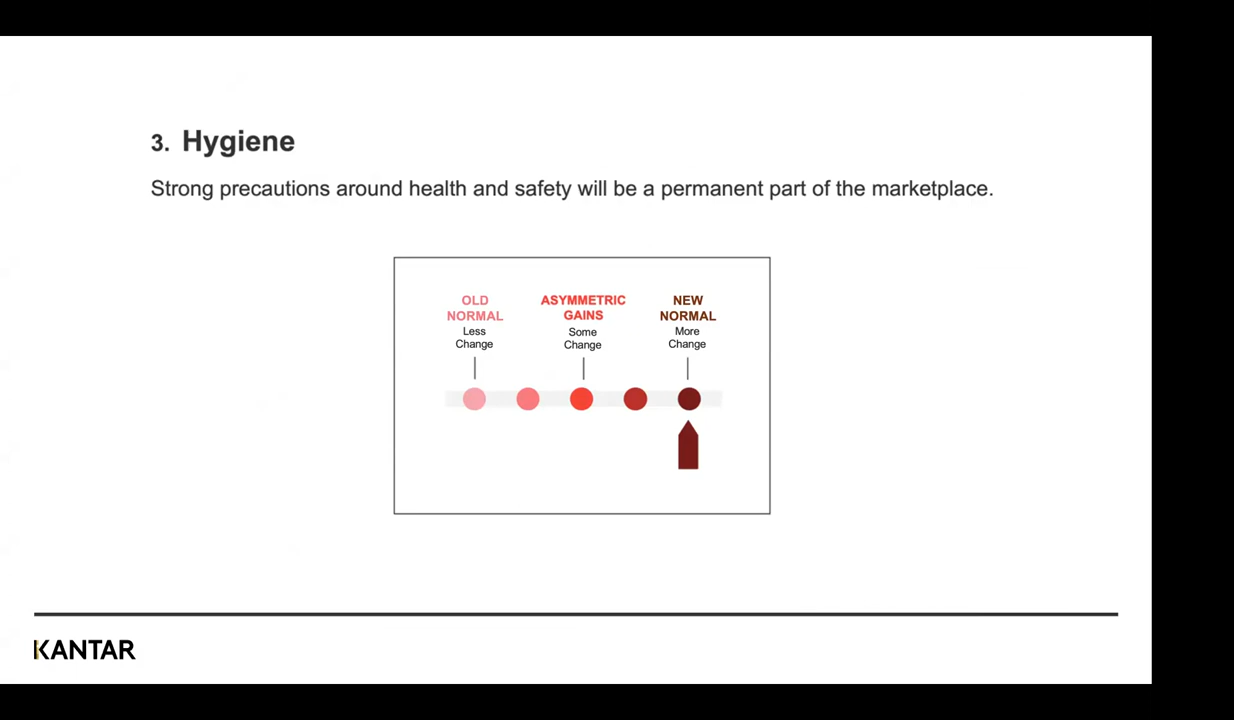 3. Hygiene
Strong precautions around health and safety will be a permanent part of the marketplace.
OLD
NORMAL
Less
Change
ASYMMETRIC
GAINS
Some
Change
NEW
NORMAL
More
Change
KANTAR